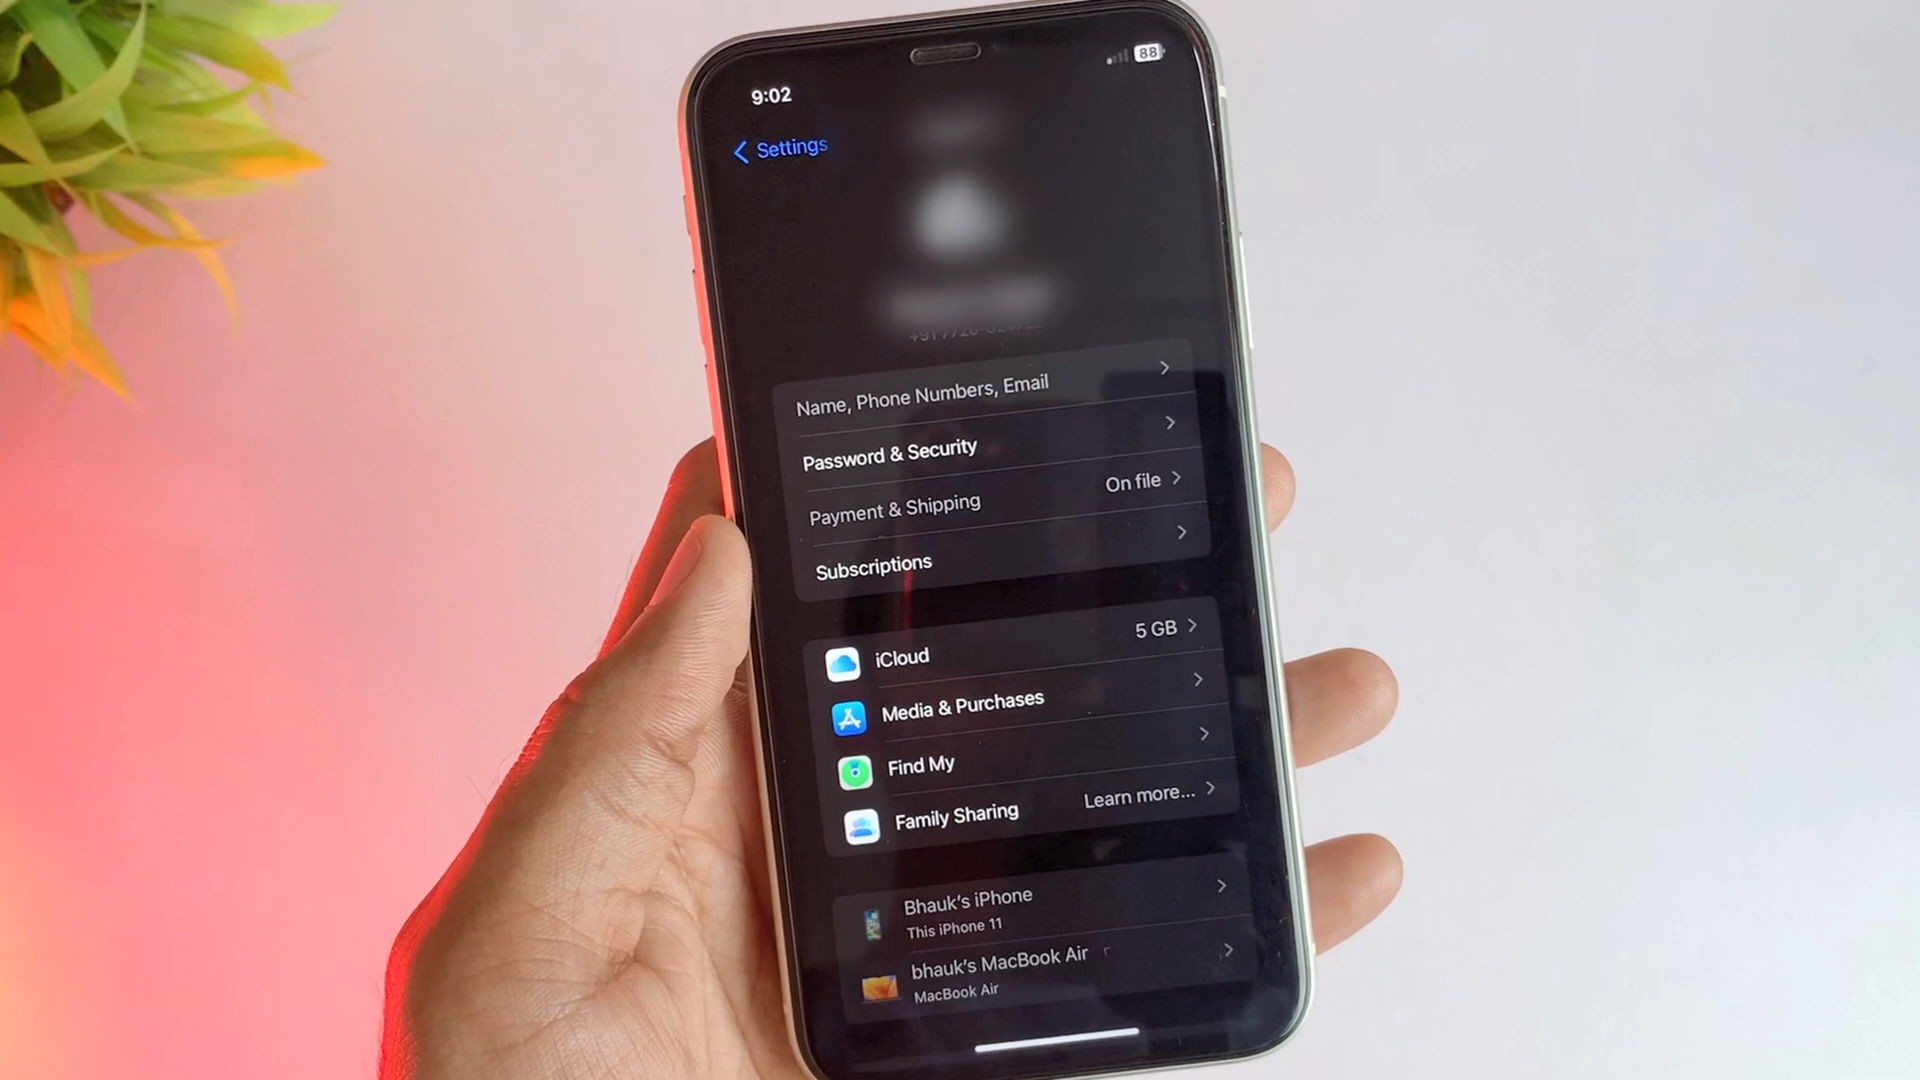 9:02
88
Settings
Name, Phone Numbers, Email
Password & Security
Payment & Shipping On file
Subscriptions
iCloud 5 GB
Media & Purchases
Find My
Family Sharing Learn more...
Bhauk's iPhone
This iPhone 11
bhauk's MacBook Air
MacBook Air